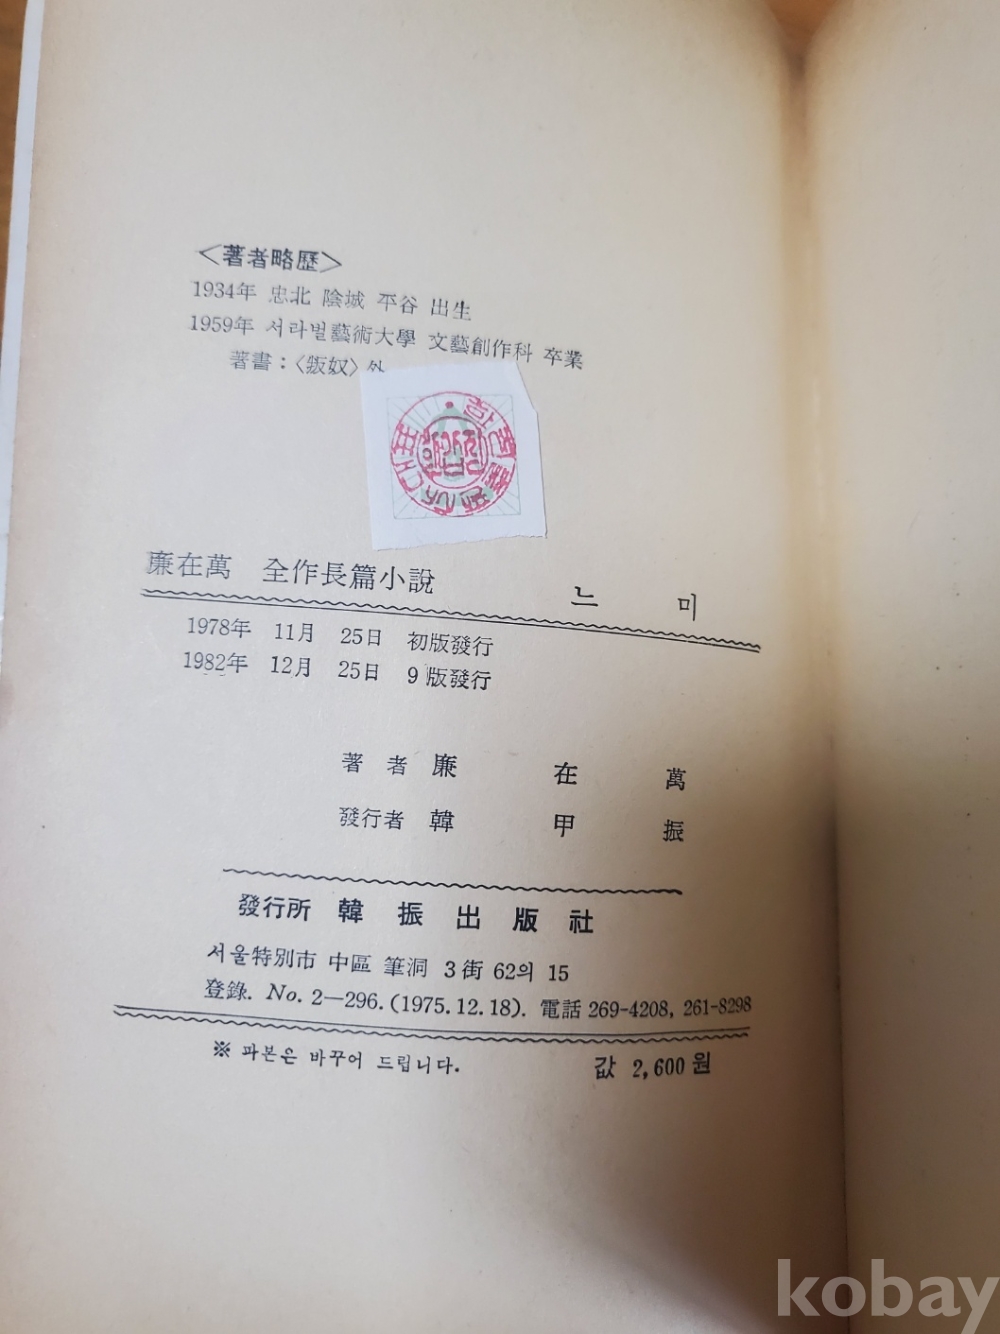 <著者略歷>
1934年 忠北 陰城 平谷 出生
1959年 서라벌藝術大學 文藝創作科 卒業
著書:〈叛奴〉外
廉在萬 全作長篇小說 느 미
1978年 11月 25日 初版發行
1982年 12月 25日 9版發行
著 者 廉 在 萬
發行者 韓 甲 振
發行所 韓 振 出 版 社
서울特別市 中區 筆洞 3街 62의 15
登錄. No. 2—296. (1975. 12. 18). 電話 269-4208, 261-8298
※ 파본은 바꾸어 드립니다. 값 2,600원
kobay